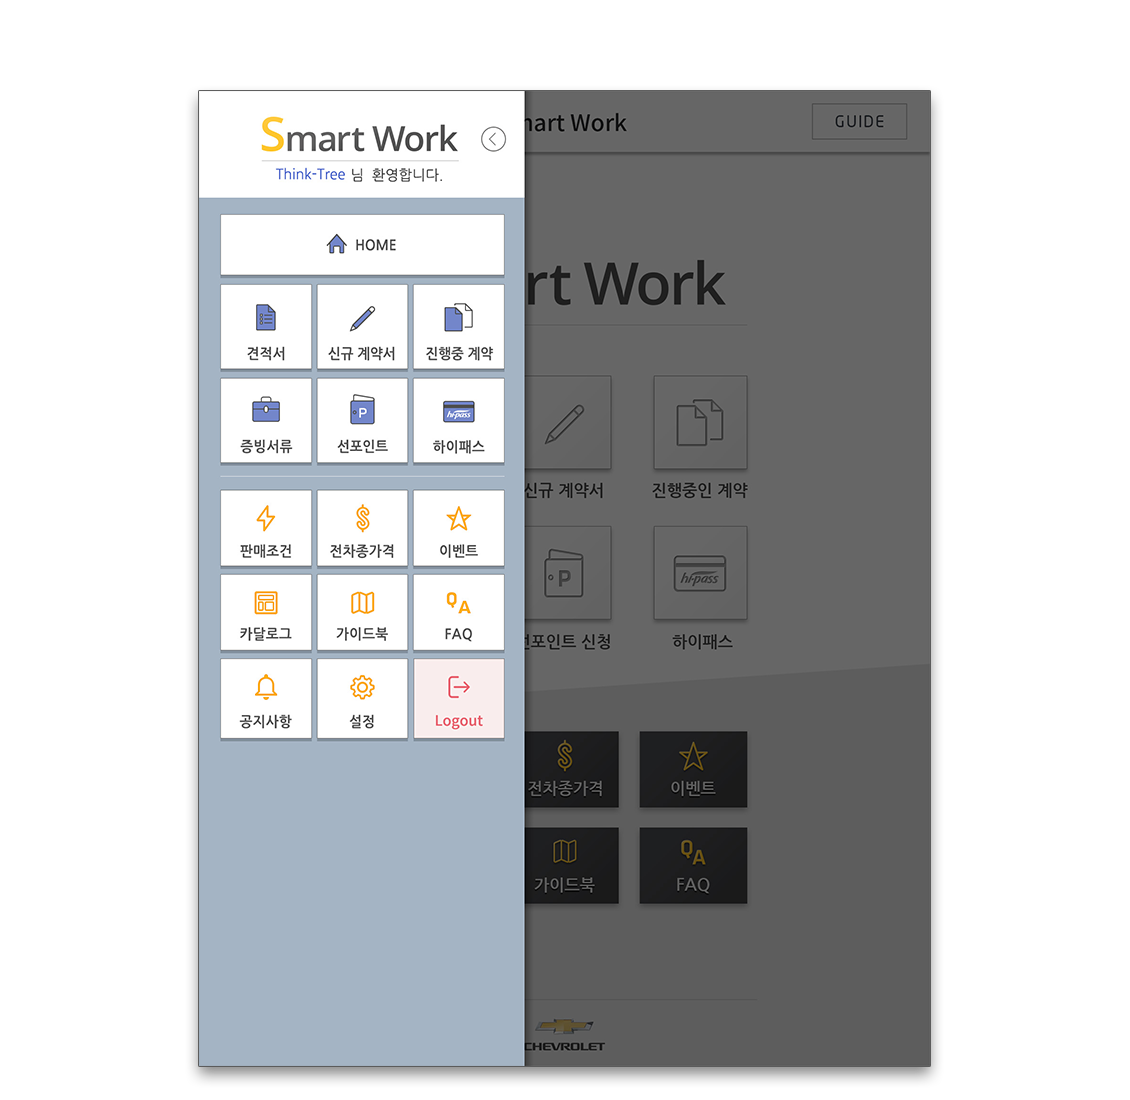 Smart Work
Think-Tree 님 환영합니다.
HOME
견적서
신규 계약서
진행중 계약
증빙서류
P
선포인트
hi-pass
하이패스
판매조건
전차종가격
이벤트
카달로그
가이드북
QA
FAQ
공지사항
설정
Logout
mart Work
GUIDE
rt Work
신규 계약서
진행중인 계약
P
선포인트 신청
hi-pass
하이패스
전차종가격
이벤트
가이드북
QA
FAQ
CHEVROLET